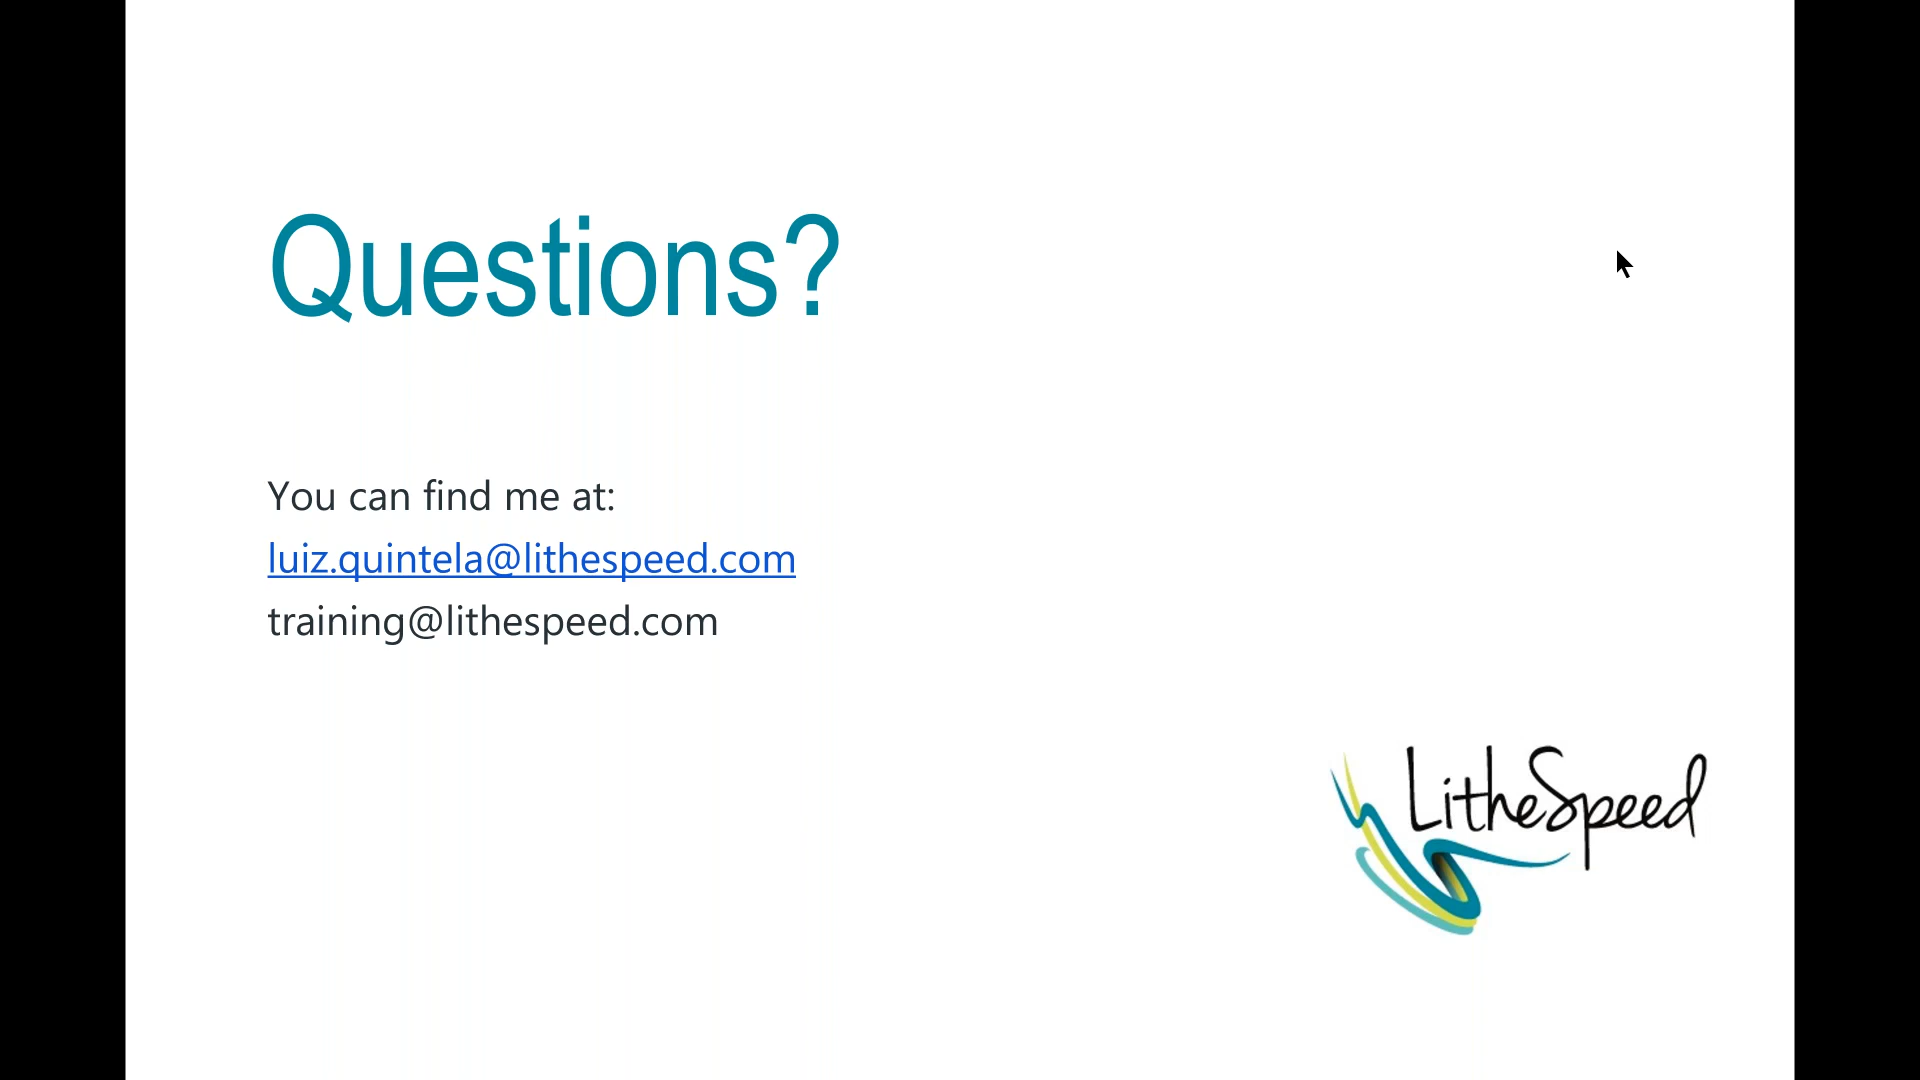 Questions?
You can find me at:
luiz.quintela@lithespeed.com
training@lithespeed.com
LitheSpeed